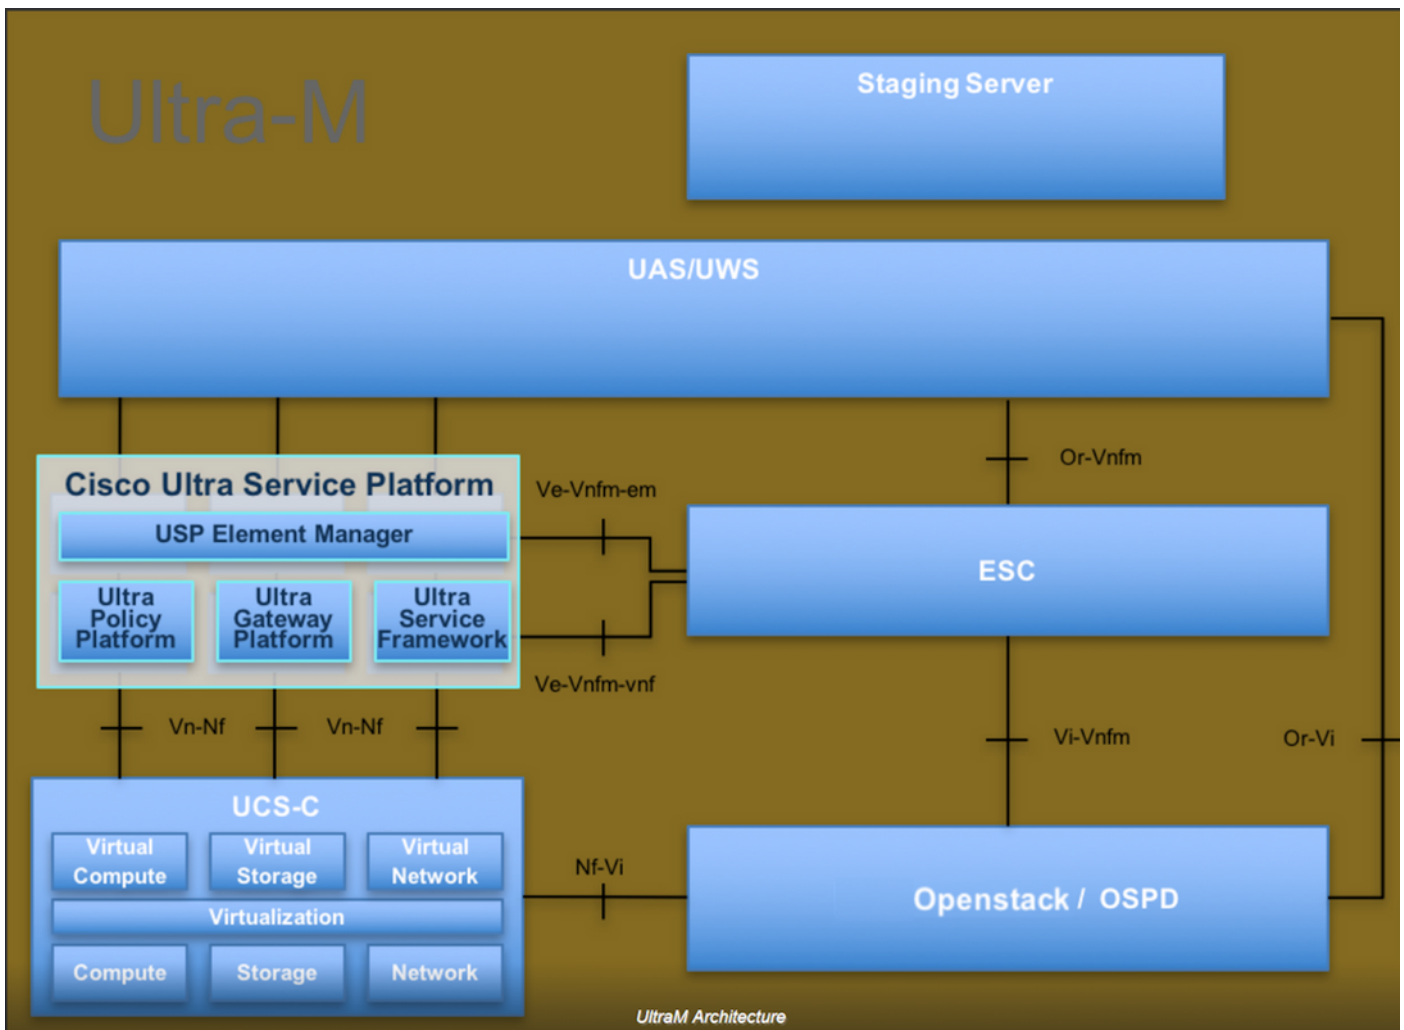 Ultra-M
Staging Server
UAS/UWS
Or-Vnfm
Cisco Ultra Service Platform
Ve-Vnfm-em
USP Element Manager
ESC
Ultra
Policy
Platform
Ultra
Gateway
Platform
Ultra
Service
Framework
Ve-Vnfm-vnf
Vn-Nf
Vn-Nf
Vi-Vnfm
Or-Vi
UCS-C
Virtual
Compute
Virtual
Storage
Virtual
Network
Nf-Vi
Openstack / OSPD
Virtualization
Compute
Storage
Network
UltraM Architecture